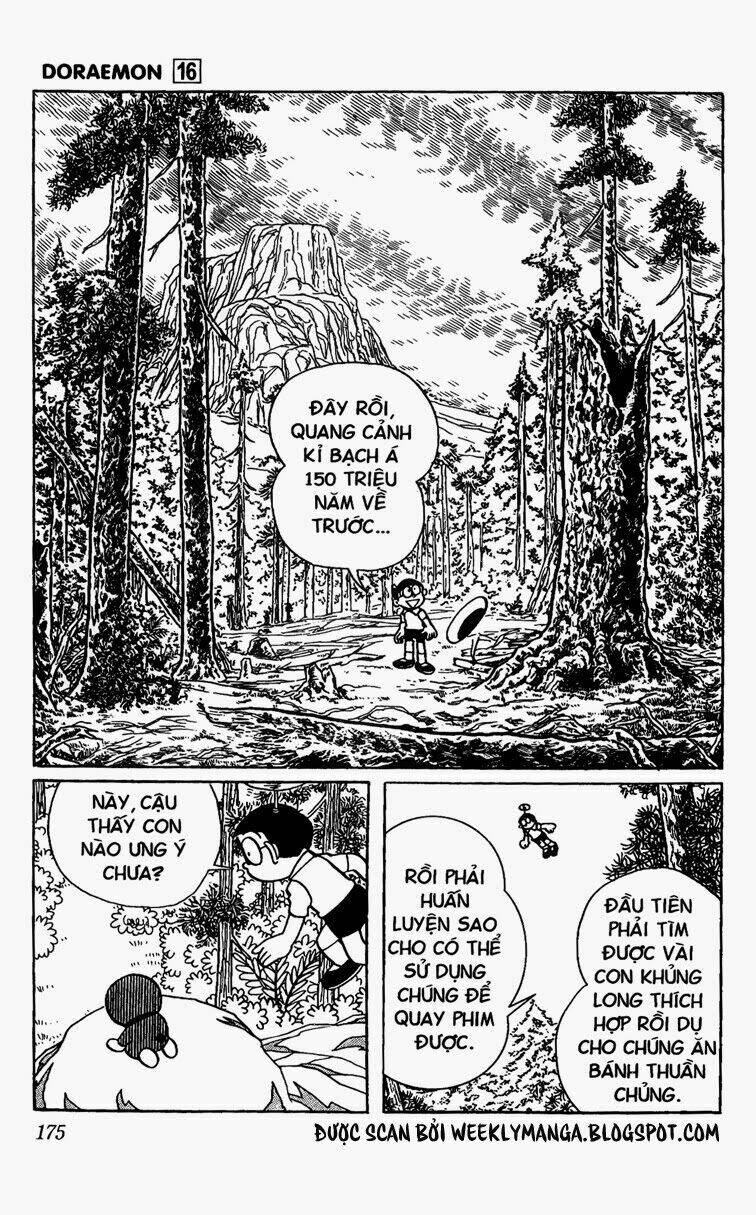 DORAEMON 16
ĐÂY RỒI,
QUANG CẢNH
KỈ BẠCH Á
150 TRIỆU
NĂM VỀ
TRƯỚC...
ĐẦU TIÊN
PHẢI TÌM
ĐƯỢC VÀI
CON KHỦNG
LONG THÍCH
HỢP RỒI DỤ
CHO CHÚNG ĂN
BÁNH THUẦN
CHỦNG.
RỒI PHẢI
HUẤN
LUYỆN SAO
CHO CÓ THỂ
SỬ DỤNG
CHÚNG ĐỂ
QUAY PHIM
ĐƯỢC.
NÀY, CẬU
THẤY CON
NÀO ƯNG Ý
CHƯA?
175
ĐƯỢC SCAN BỞI WEEKLYMANGA.BLOGSPOT.COM